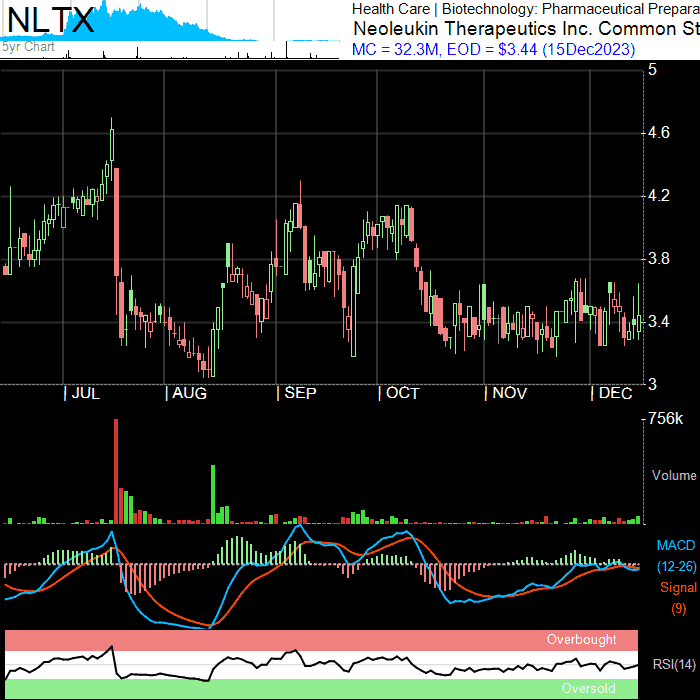 NLTX
5yr Chart
Health Care | Biotechnology: Pharmaceutical Prepara
Neoleukin Therapeutics Inc. Common St
MC = 32.3M, EOD = $3.44 (15Dec2023)
5
4.6
4.2
3.8
3.4
3
| JUL | AUG | SEP | OCT | NOV | DEC
756k
Volume
MACD
(12-26)
Signal
(9)
Overbought
RSI(14)
Oversold